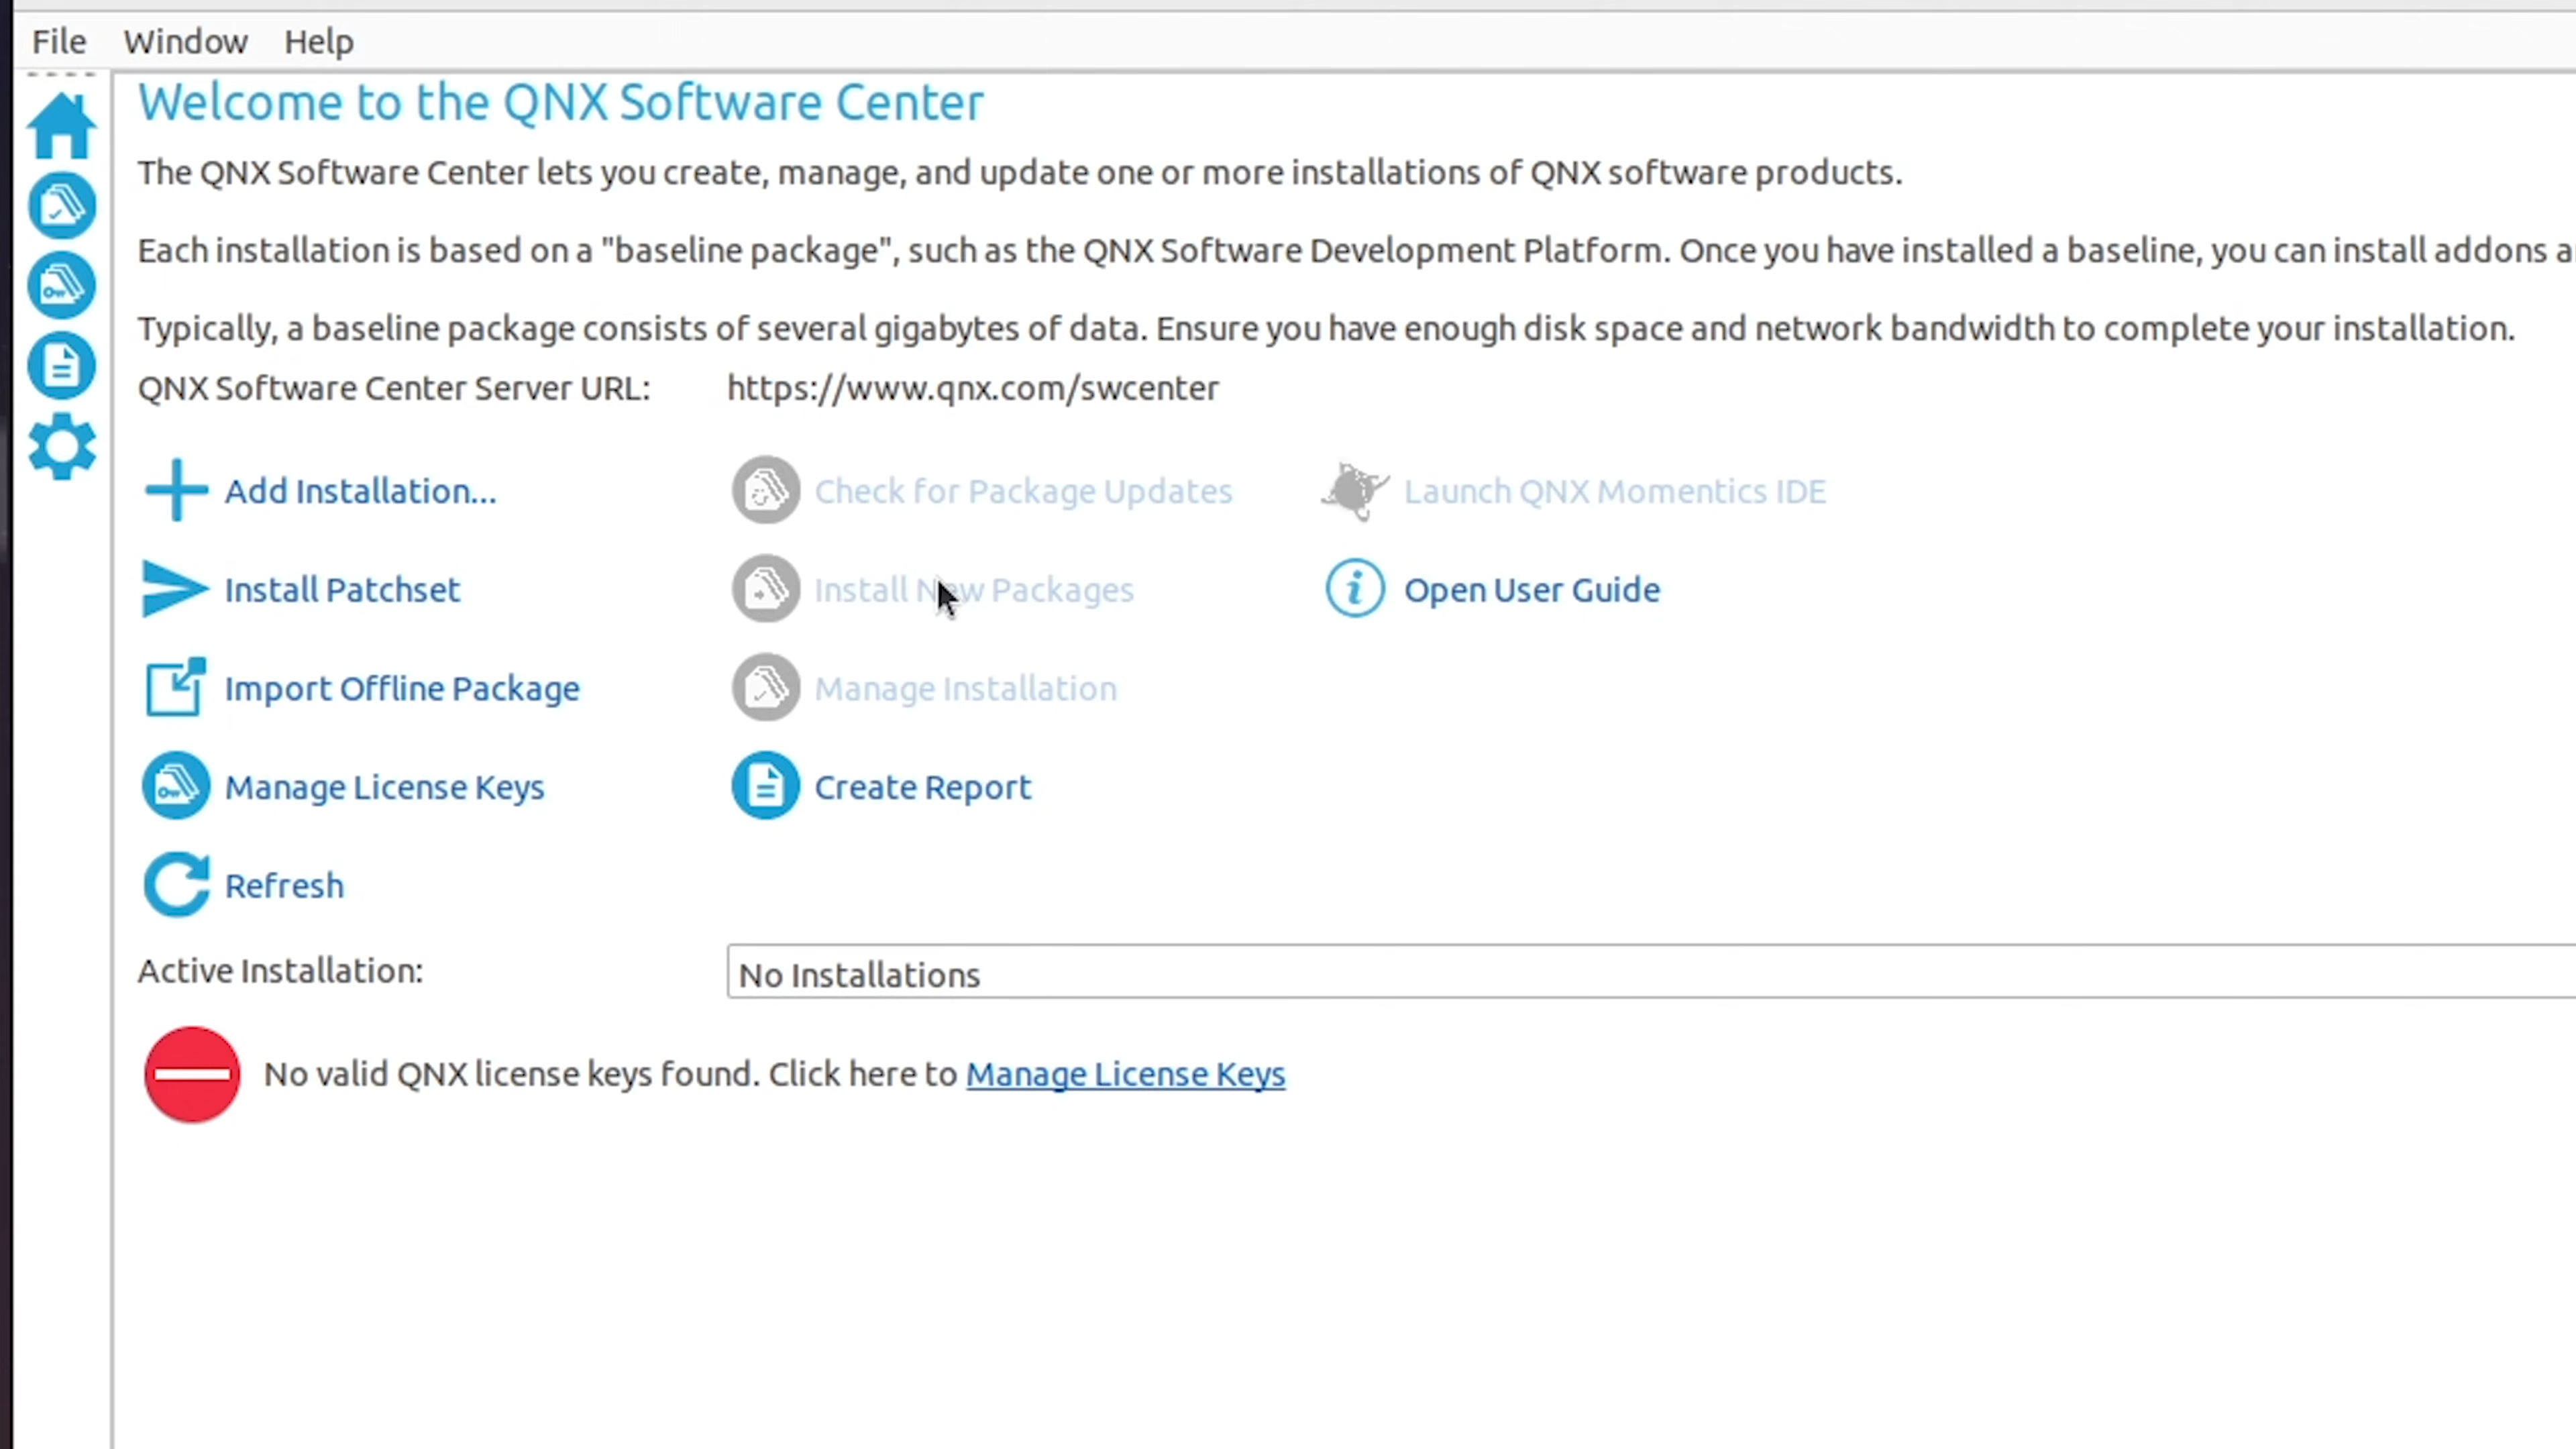 File Window Help
Welcome to the QNX Software Center
The QNX Software Center lets you create, manage, and update one or more installations of QNX software products.
Each installation is based on a "baseline package", such as the QNX Software Development Platform. Once you have installed a baseline, you can install addons
Typically, a baseline package consists of several gigabytes of data. Ensure you have enough disk space and network bandwidth to complete your installation.
QNX Software Center Server URL: https://www.qnx.com/swcenter
Add Installation... Check for Package Updates Launch QNX Momentics IDE
Install Patchset Install New Packages Open User Guide
Import Offline Package Manage Installation
Manage License Keys Create Report
Refresh
Active Installation: No Installations
No valid QNX license keys found. Click here to Manage License Keys